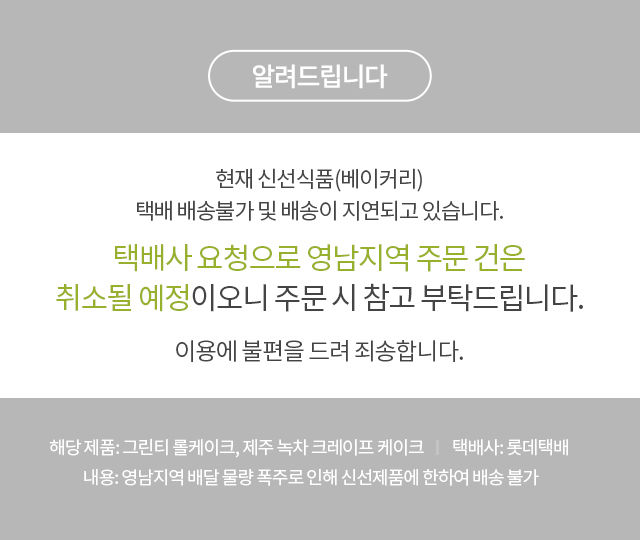 알려드립니다
현재 신선식품(베이커리)
택배 배송불가 및 배송이 지연되고 있습니다.
택배사 요청으로 영남지역 주문 건은
취소될 예정이오니 주문 시 참고 부탁드립니다.
이용에 불편을 드려 죄송합니다.
해당 제품: 그린티 롤케이크, 제주 녹차 크레이프 케이크 | 택배사: 롯데택배
내용: 영남지역 배달 물량 폭주로 인해 신선제품에 한하여 배송 불가